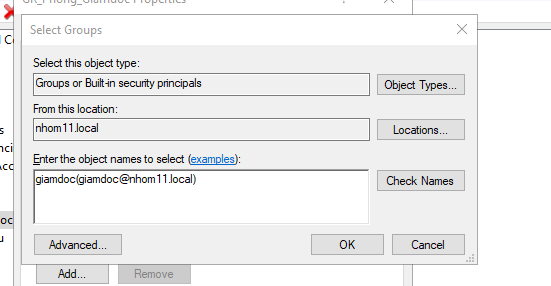 GR_Phong_Giamdoc Properties
?
Select Groups
Select this object type:
Groups or Built-in security principals
Object Types...
From this location:
nhom11.local
Locations...
Enter the object names to select (examples):
giamdoc(giamdoc@nhom11.local)
Check Names
Advanced...
OK
Cancel
Add...
Remove